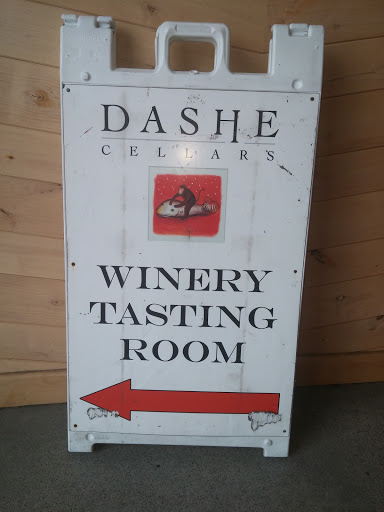 DASHE
CELLARS
WINERY
TASTING
ROOM